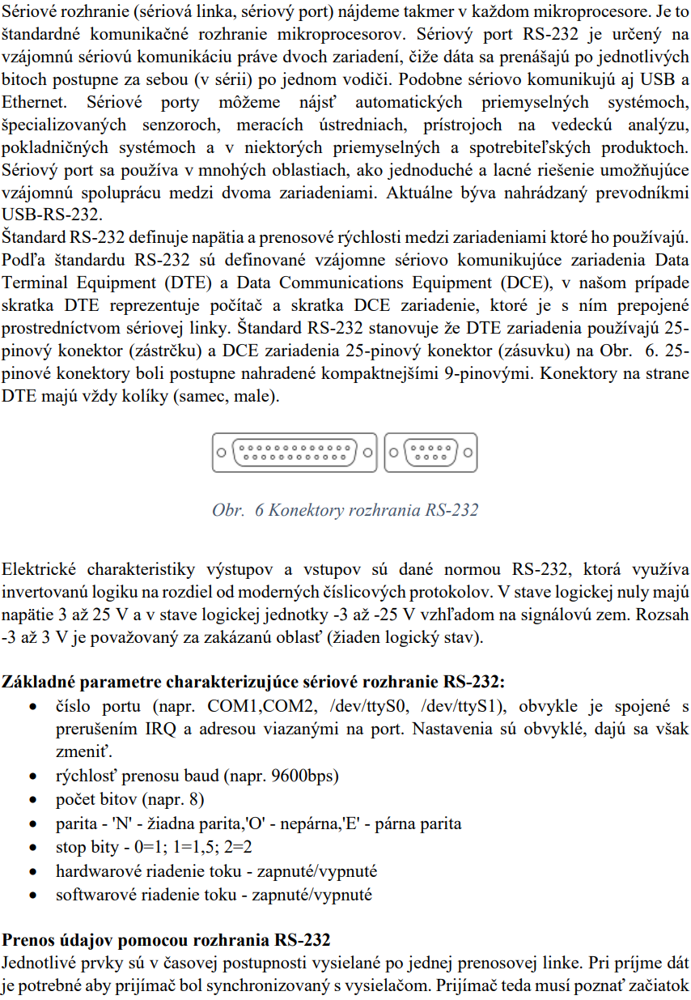 Sériové rozhranie (sériová linka, sériový port) nájdeme takmer v každom mikroprocesore. Je to
štandardné komunikačné rozhranie mikroprocesorov. Sériový port RS-232 je určený na
vzájomnú sériovú komunikáciu práve dvoch zariadení, čiže dáta sa prenášajú po jednotlivých
bitoch postupne za sebou (v sérii) po jednom vodiči. Podobne sériovo komunikujú aj USB a
Ethernet. Sériové porty môžeme nájsť automatických priemyselných systémoch,
špecializovaných senzoroch, meracích ústredniach, prístrojoch na vedeckú analýzu,
pokladničných systémoch a v niektorých priemyselných a spotrebiteľských produktoch.
Sériový port sa používa v mnohých oblastiach, ako jednoduché a lacné riešenie umožňujúce
vzájomnú spoluprácu medzi dvoma zariadeniami. Aktuálne býva nahrádzaný prevodníkmi
USB-RS-232.
Štandard RS-232 definuje napätia a prenosové rýchlosti medzi zariadeniami ktoré ho používajú.
Podľa štandardu RS-232 sú definované vzájomne sériovo komunikujúce zariadenia Data
Terminal Equipment (DTE) a Data Communications Equipment (DCE), v našom prípade
skratka DTE reprezentuje počítač a skratka DCE zariadenie, ktoré je s ním prepojené
prostredníctvom sériovej linky. Štandard RS-232 stanovuje že DTE zariadenia používajú 25-
pinový konektor (zástrčku) a DCE zariadenia 25-pinový konektor (zásuvku) na Obr. 6. 25-
pinové konektory boli postupne nahradené kompaktnejšími 9-pinovými. Konektory na strane
DTE majú vždy kolíky (samec, male).
Obr. 6 Konektory rozhrania RS-232
Elektrické charakteristiky výstupov a vstupov sú dané normou RS-232, ktorá využíva
invertovanú logiku na rozdiel od moderných číslicových protokolov. V stave logickej nuly majú
napätie 3 až 25 V a v stave logickej jednotky -3 až -25 V vzhľadom na signálovú zem. Rozsah
-3 až 3 V je považovaný za zakázanú oblasť (žiaden logický stav).
Základné parametre charakterizujúce sériové rozhranie RS-232:
• číslo portu (napr. COM1,COM2, /dev/ttyS0, /dev/ttyS1), obvykle je spojené s
prerušením IRQ a adresou viazanými na port. Nastavenia sú obvyklé, dajú sa však
zmeniť.
• rýchlosť prenosu baud (napr. 9600bps)
• počet bitov (napr. 8)
• parita - 'N' - žiadna parita,'O' - nepárna,'E' - párna parita
• stop bity - 0=1; 1=1,5; 2=2
• hardwarové riadenie toku - zapnuté/vypnuté
• softwarové riadenie toku - zapnuté/vypnuté
Prenos údajov pomocou rozhrania RS-232
Jednotlivé prvky sú v časovej postupnosti vysielané po jednej prenosovej linke. Pri príjme dát
je potrebné aby prijímač bol synchronizovaný s vysielačom. Prijímač teda musí poznať začiatok